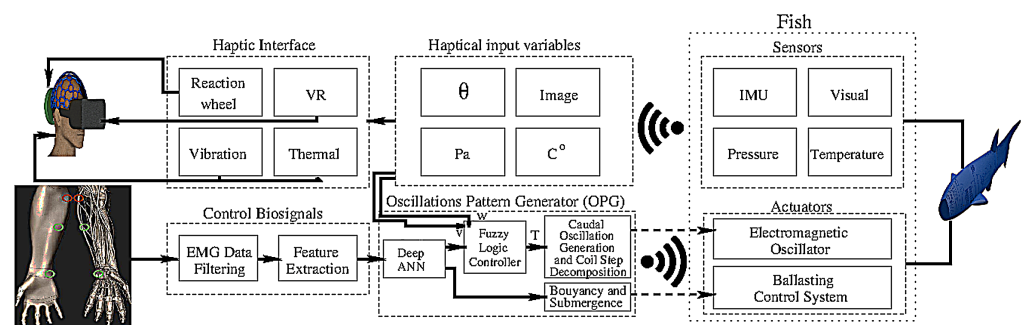 Fish
Haptic Interface
Haptical input variables
Sensors
Reaction
wheel
VR
θ
Image
IMU
Visual
Vibration
Thermal
Pa
C°
Pressure
Temperature
Oscillations Pattern Generator (OPG)
Control Biosignals
Actuators
EMG Data
Filtering
Feature
Extraction
Deep
ANN
V
W
Fuzzy
Logic
Controller
T
Caudal
Oscillation
Generation
and Coil Step
Decomposition
Electromagnetic
Oscillator
Bouyancy and
Submergence
Ballasting
Control System